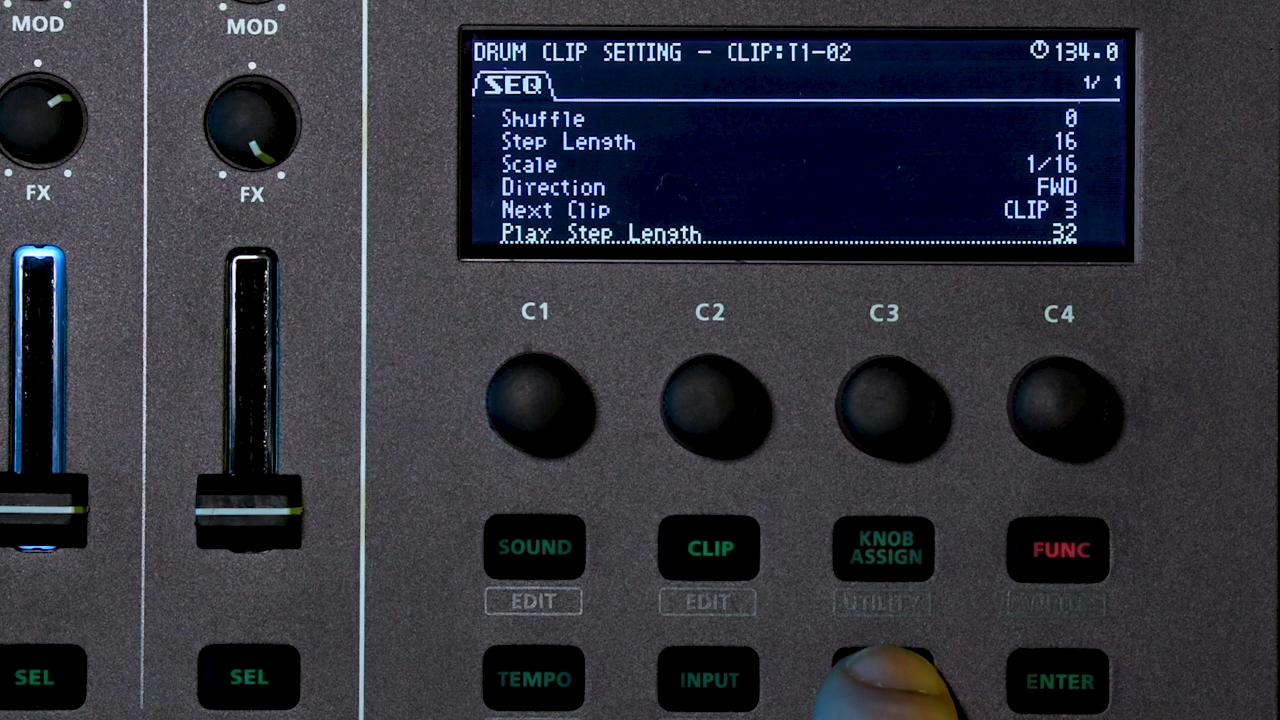 MOD MOD
DRUM CLIP SETTING - CLIP:T1-02 134.0
SEQ 1/ 1
Shuffle 0
Step Length 16
Scale 1/16
Direction FWD
Next Clip CLIP 3
Play Step Length 32
FX FX
C1 C2 C3 C4
SOUND CLIP KNOB ASSIGN FUNC
EDIT EDIT UTILITY
SEL SEL TEMPO INPUT ENTER